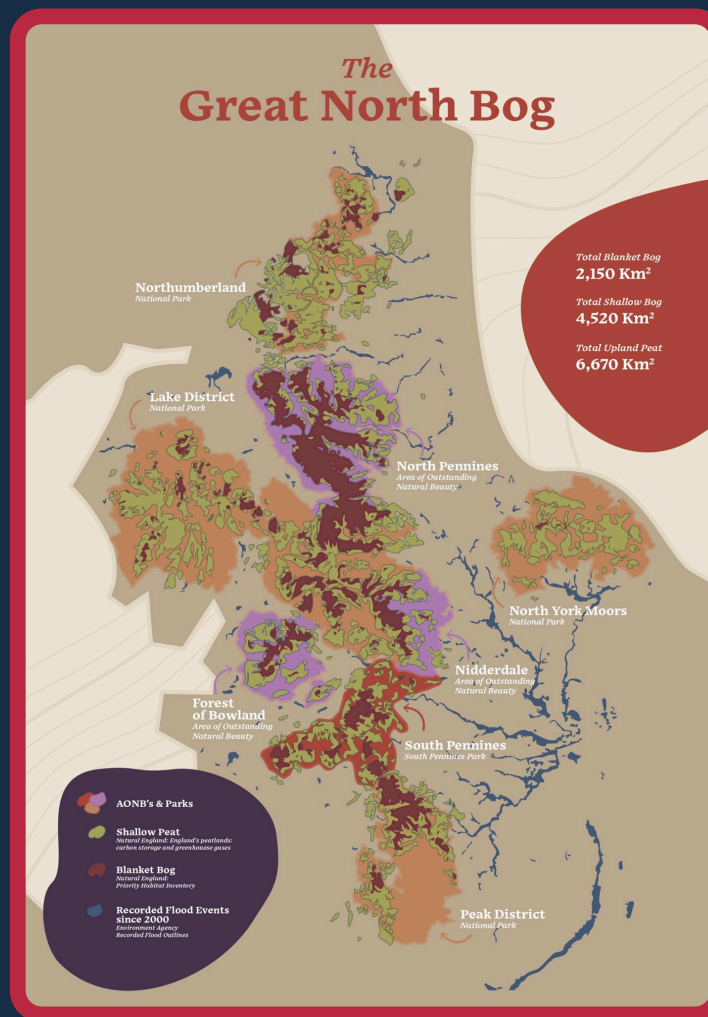 The
Great North Bog
Total Blanket Bog
2,150 Km²
Total Shallow Bog
4,520 Km²
Total Upland Peat
6,670 Km²
Northumberland
National Park
Lake District
National Park
North Pennines
Area of Outstanding
Natural Beauty
North York Moors
National Park
Nidderdale
Area of Outstanding
Natural Beauty
Forest
of Bowland
Area of Outstanding
Natural Beauty
South Pennines
South Pennines Park
Peak District
National Park
AONB's & Parks
Shallow Peat
Natural England: England's peatlands:
carbon storage and greenhouese gases
Blanket Bog
Natural England:
Priority Habitat Inventory
Recorded Flood Events
since 2000
Environment Agency
Recorded Flood Outlines